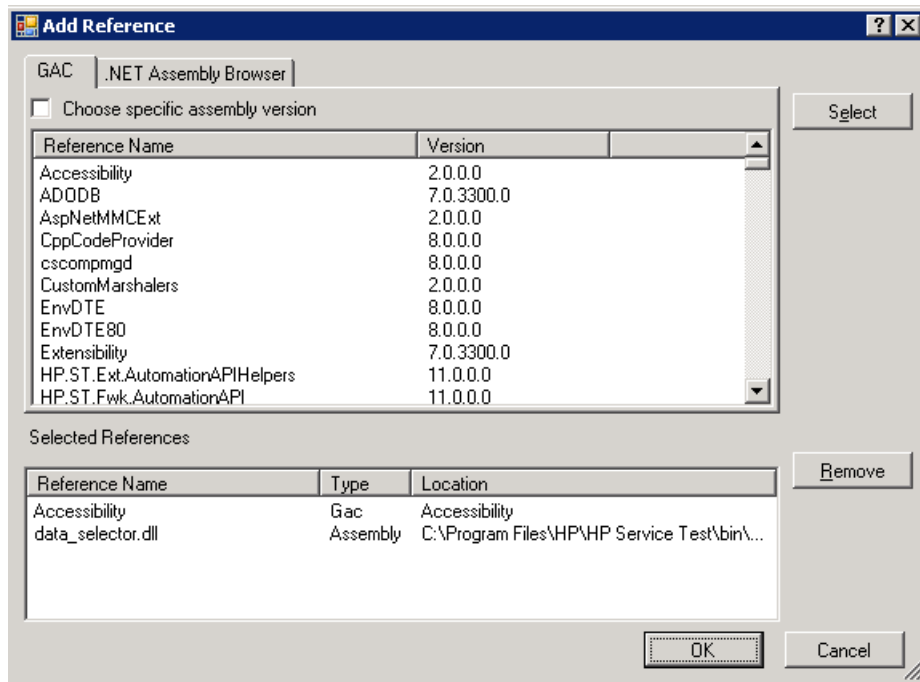 Add Reference
GAC .NET Assembly Browser
Choose specific assembly version
Select
Reference Name Version
Accessibility 2.0.0.0
ADODB 7.0.3300.0
AspNetMMCExt 2.0.0.0
CppCodeProvider 8.0.0.0
cscompmgd 8.0.0.0
CustomMarshalers 2.0.0.0
EnvDTE 8.0.0.0
EnvDTE80 8.0.0.0
Extensibility 7.0.3300.0
HP.ST.Ext.AutomationAPIHelpers 11.0.0.0
HP.ST.Fwk.AutomationAPI 11.0.0.0
Selected References
Remove
Reference Name Type Location
Accessibility Gac Accessibility
data_selector.dll Assembly C:\Program Files\HP\HP Service Test\bin\...
OK Cancel